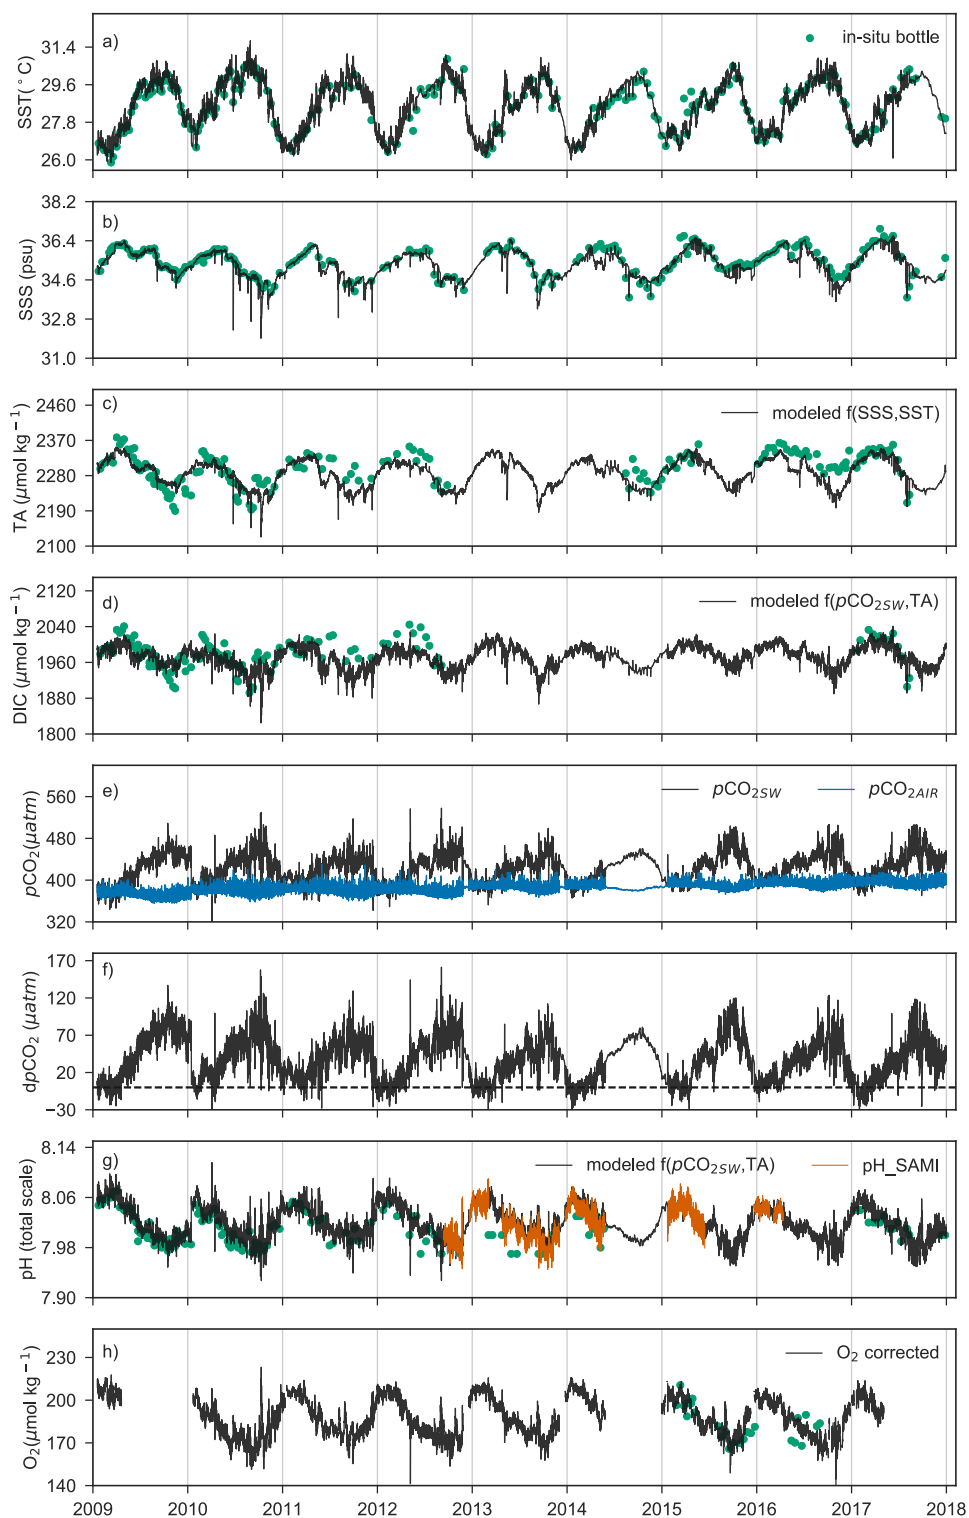 a)
in-situ bottle
SST(°C)
31.4
29.6
27.8
26.0
b)
SSS (psu)
38.2
36.4
34.6
32.8
31.0
c)
modeled f(SSS,SST)
TA (μmol kg−1)
2460
2370
2280
2190
2100
d)
modeled f(pCO2SW,TA)
DIC (μmol kg−1)
2120
2040
1960
1880
1800
e)
pCO2SW pCO2AIR
pCO2(μatm)
560
480
400
320
f)
dpCO2 (μatm)
170
120
70
20
−30
g)
modeled f(pCO2SW,TA) pH_SAMI
pH (total scale)
8.14
8.06
7.98
7.90
h)
O2 corrected
O2(μmol kg−1)
230
200
170
140
2009 2010 2011 2012 2013 2014 2015 2016 2017 2018